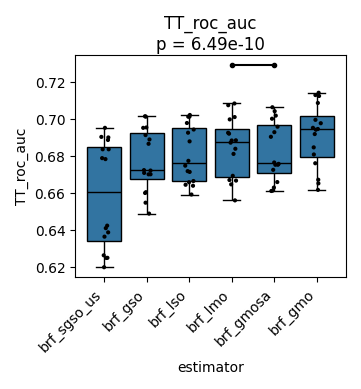 TT_roc_auc
p = 6.49e-10
TT_roc_auc
0.72
0.70
0.68
0.66
0.64
0.62
brf_sgso_us
brf_gso
brf_lso
brf_lmo
brf_gmosa
brf_gmo
estimator